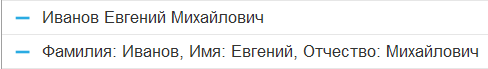 Иванов Евгений Михайлович
Фамилия: Иванов, Имя: Евгений, Отчество: Михайлович